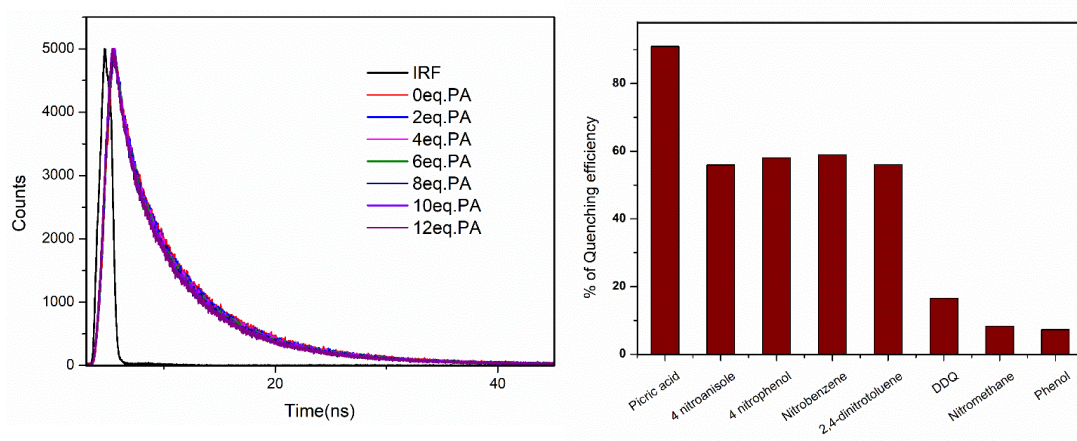 5000
4000
3000
2000
1000
0
Counts
20
40
Time(ns)
IRF
0eq.PA
2eq.PA
4eq.PA
6eq.PA
8eq.PA
10eq.PA
12eq.PA
80
60
40
20
0
% of Quenching efficiency
Picric acid
4 nitroanisole
4 nitrophenol
Nitrobenzene
2,4-dinitrotoluene
DDQ
Nitromethane
Phenol